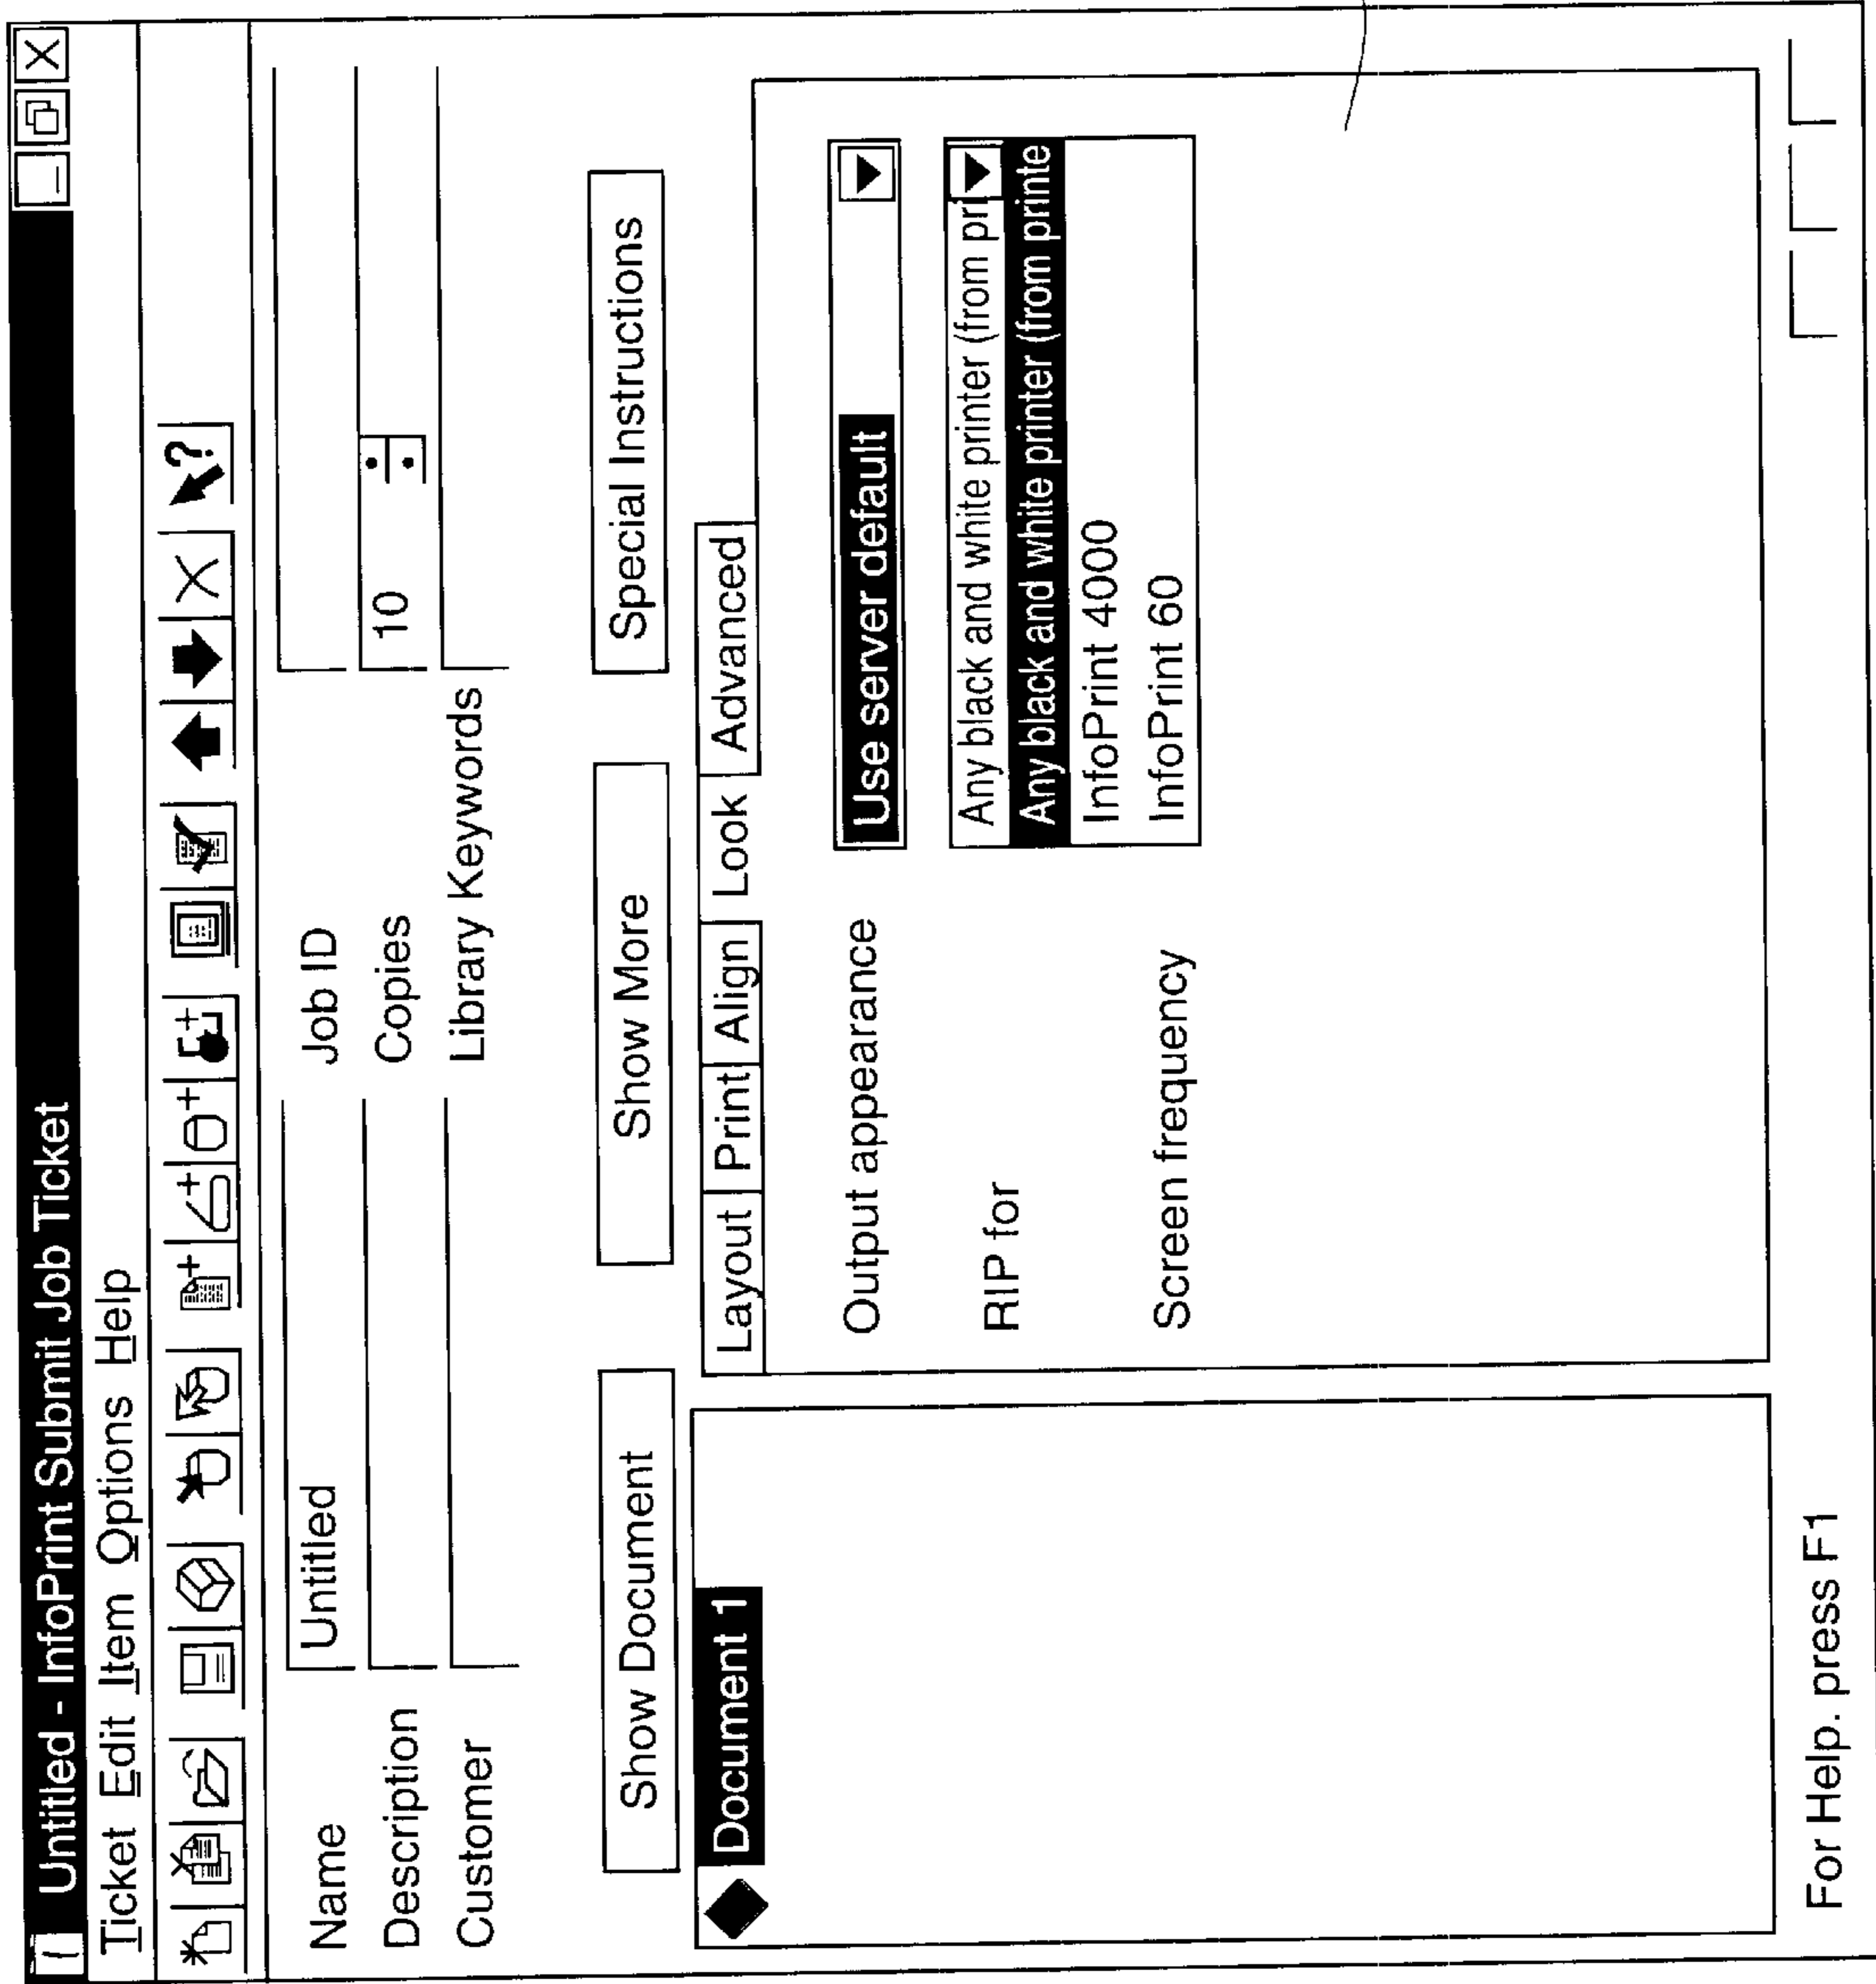 Untitled - InfoPrint Submit Job Ticket
Ticket Edit Item Options Help
Name Untitled Job ID
Description Copies 10
Customer Library Keywords
Show Document Show More Special Instructions
Document 1
Layout Print Align Look Advanced
Output appearance Use server default
RIP for Any black and white printer (from pri
Any black and white printer (from printe
InfoPrint 4000
Screen frequency InfoPrint 60
For Help. press F1